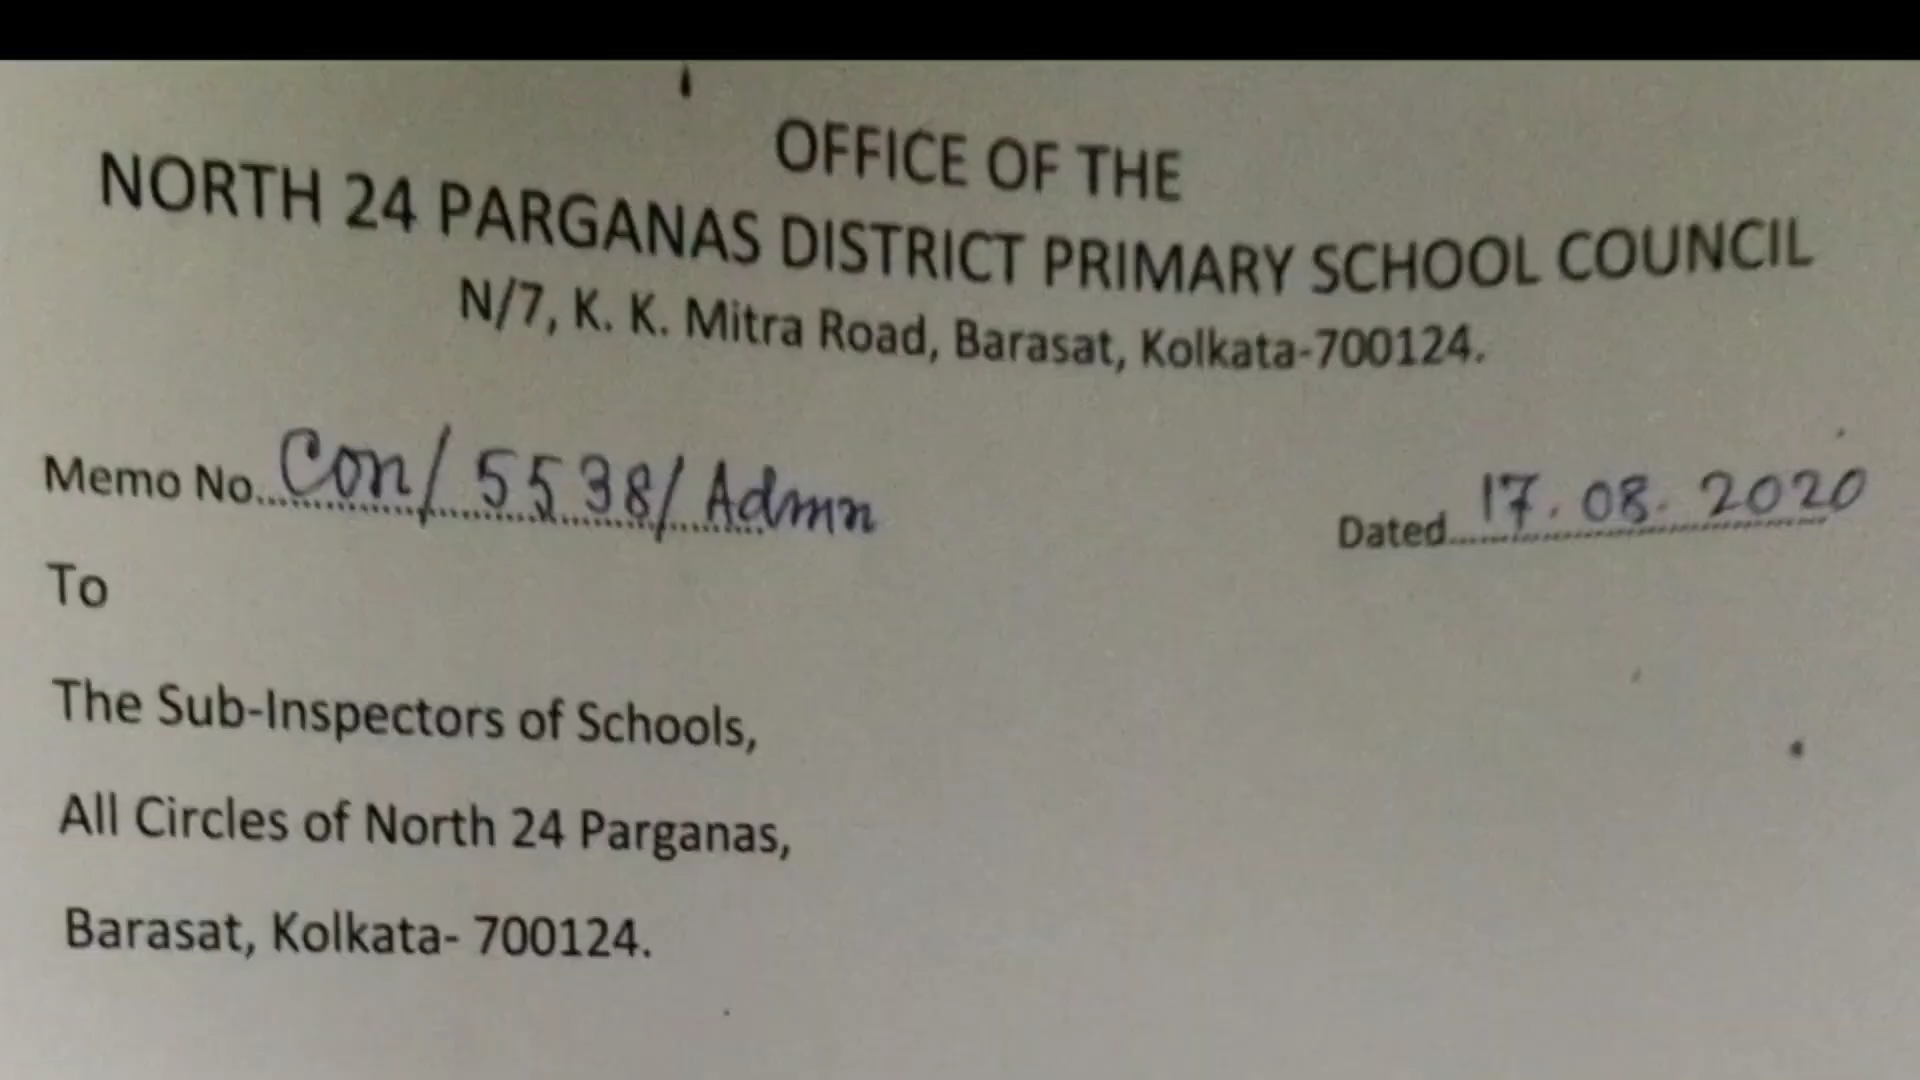 OFFICE OF THE
NORTH 24 PARGANAS DISTRICT PRIMARY SCHOOL COUNCIL
N/7, K. K. Mitra Road, Barasat, Kolkata-700124.
Memo No. Con/5538/Admn Dated 17.08.2020
To
The Sub-Inspectors of Schools,
All Circles of North 24 Parganas,
Barasat, Kolkata- 700124.